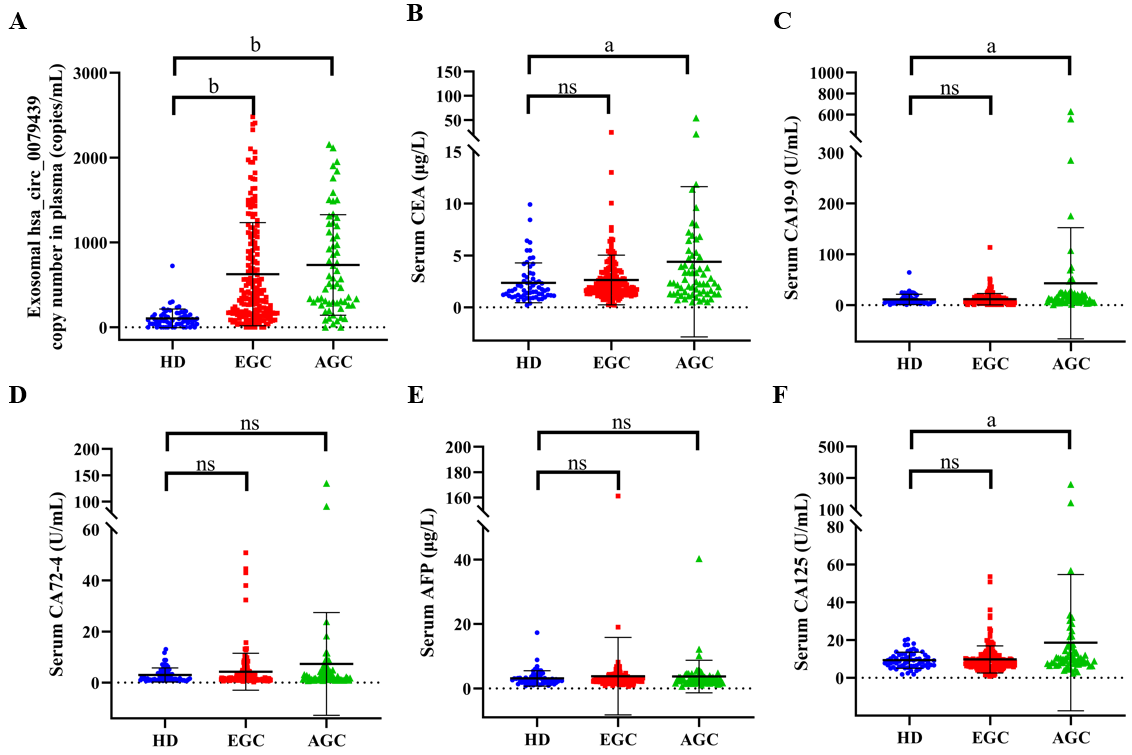 A
Exosomal hsa_circ_0079439
copy number in plasma (copies/mL)
3000
2000
1000
0
b
b
HD EGC AGC
B
Serum CEA (μg/L)
150
100
50
15
10
5
0
a
ns
HD EGC AGC
C
Serum CA19-9 (U/mL)
1000
800
600
300
200
100
0
a
ns
HD EGC AGC
D
Serum CA72-4 (U/mL)
200
150
100
60
40
20
0
ns
ns
HD EGC AGC
E
Serum AFP (μg/L)
200
180
160
40
20
0
ns
ns
HD EGC AGC
F
Serum CA125 (U/mL)
500
300
100
80
60
40
20
0
a
ns
HD EGC AGC